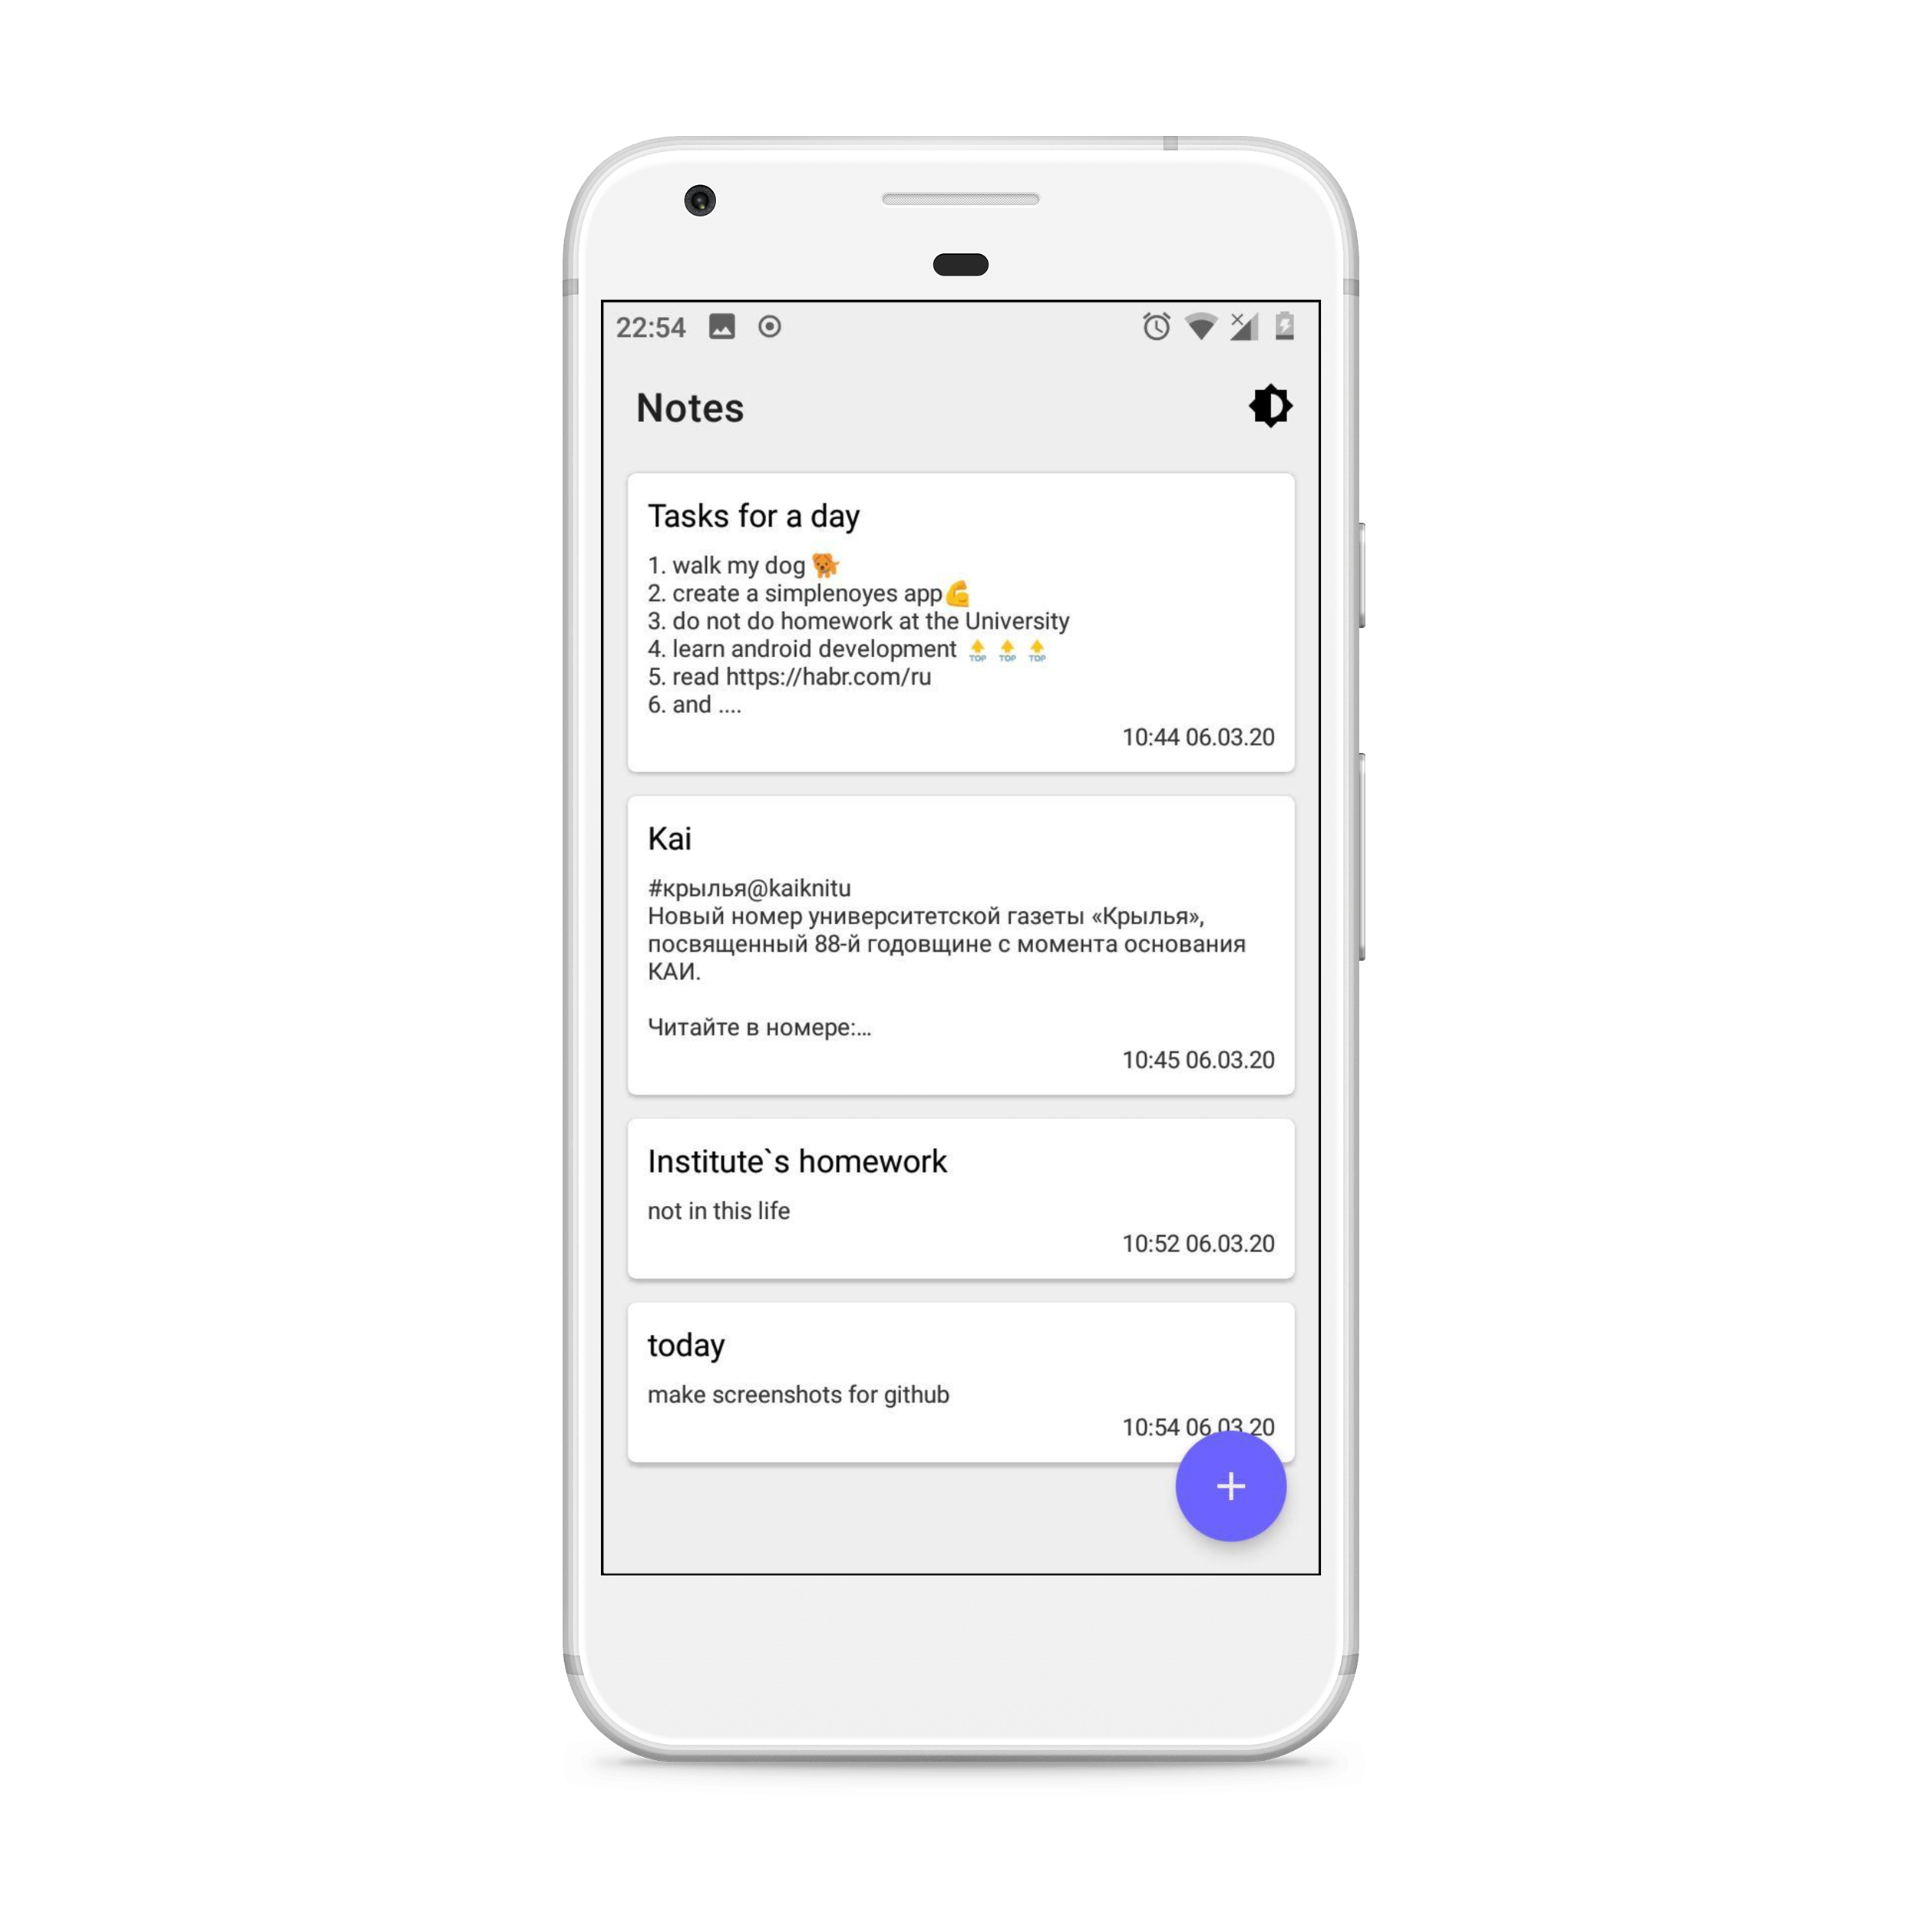 22:54
Notes
Tasks for a day
1. walk my dog 🐕
2. create a simplenoyes app💪
3. do not do homework at the University
4. learn android development 🔝 🔝 🔝
5. read https://habr.com/ru
6. and ....
10:44 06.03.20
Kai
#крылья@kaiknitu
Новый номер университетской газеты «Крылья»,
посвященный 88-й годовщине с момента основания
КАИ.
Читайте в номере:...
10:45 06.03.20
Institute`s homework
not in this life
10:52 06.03.20
today
make screenshots for github
10:54 06.03.20
+